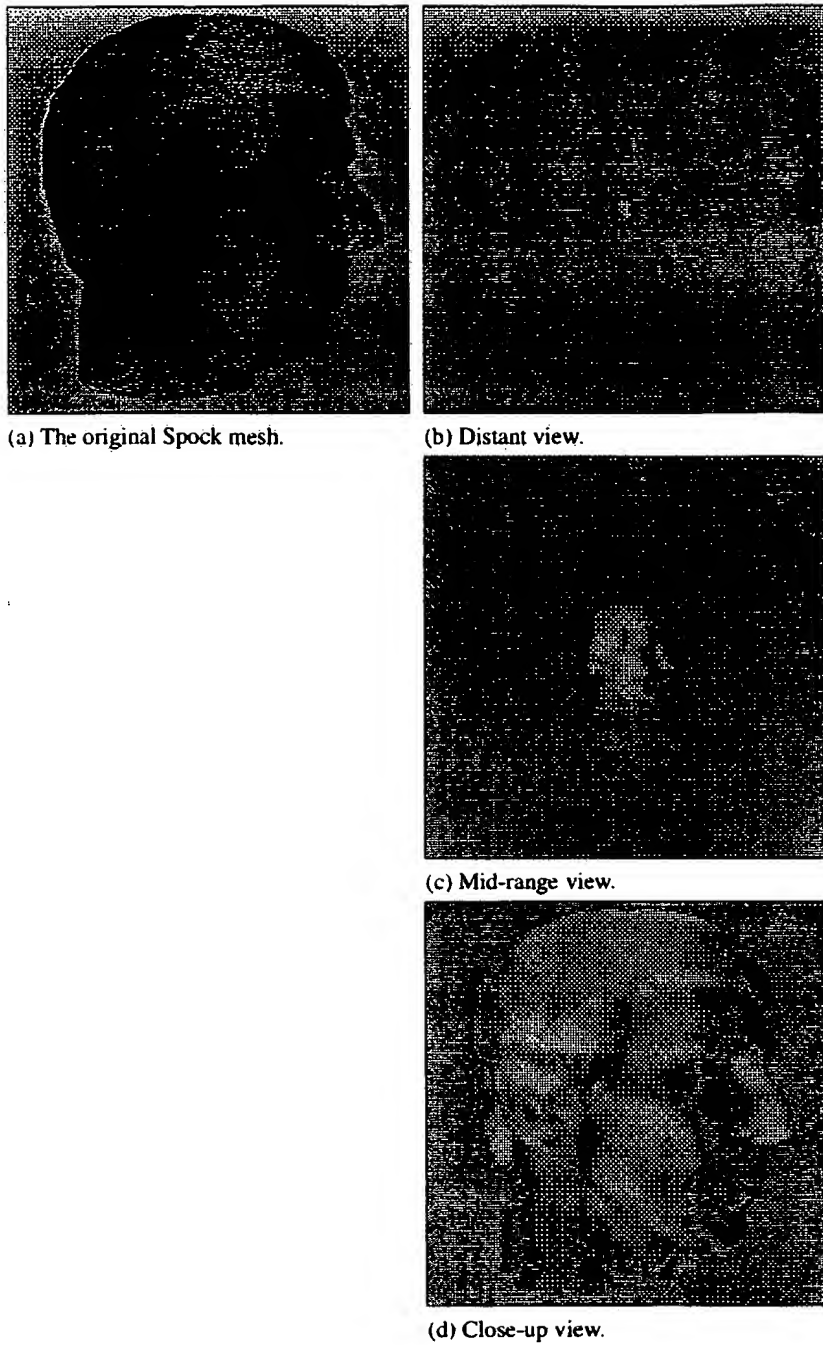 (a) The original Spock mesh.
(b) Distant view.
(c) Mid-range view.
(d) Close-up view.